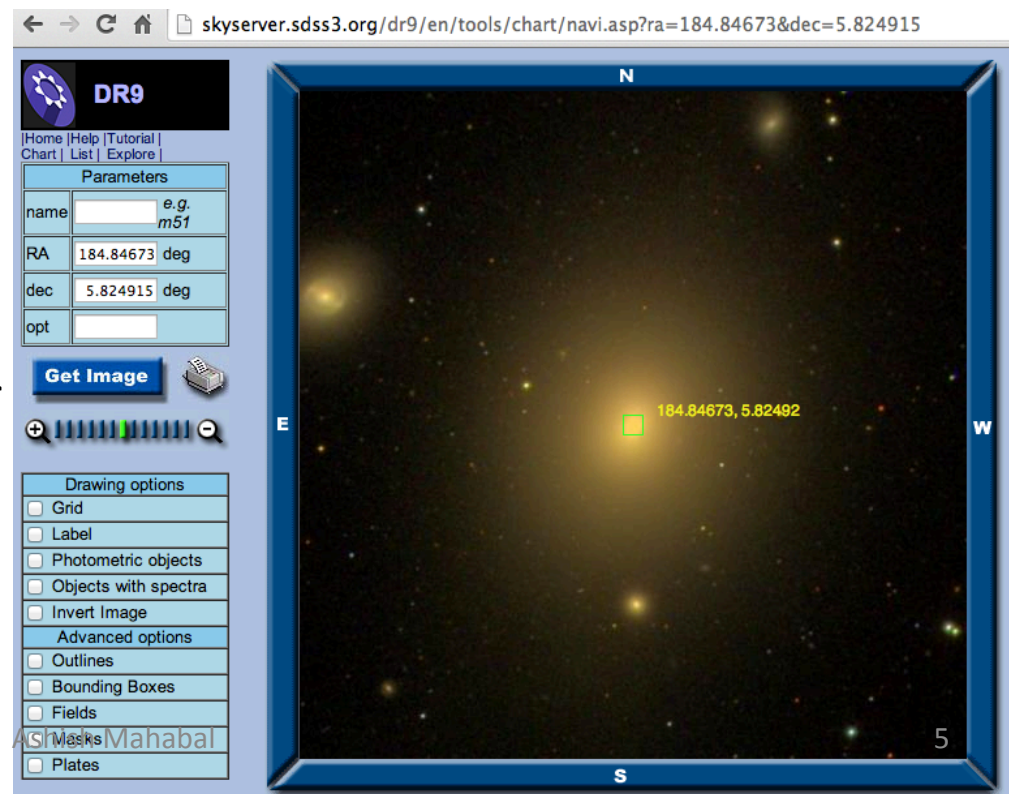 skyserver.sdss3.org/dr9/en/tools/chart/navi.asp?ra=184.84673&dec=5.824915
DR9
|Home |Help |Tutorial |
Chart | List | Explore |
Parameters
name e.g. m51
RA 184.84673 deg
dec 5.824915 deg
opt
Get Image
Drawing options
Grid
Label
Photometric objects
Objects with spectra
Invert Image
Advanced options
Outlines
Bounding Boxes
Fields
Masks
Plates
N
E
184.84673, 5.82492
W
S
Ashish Mahabal
5